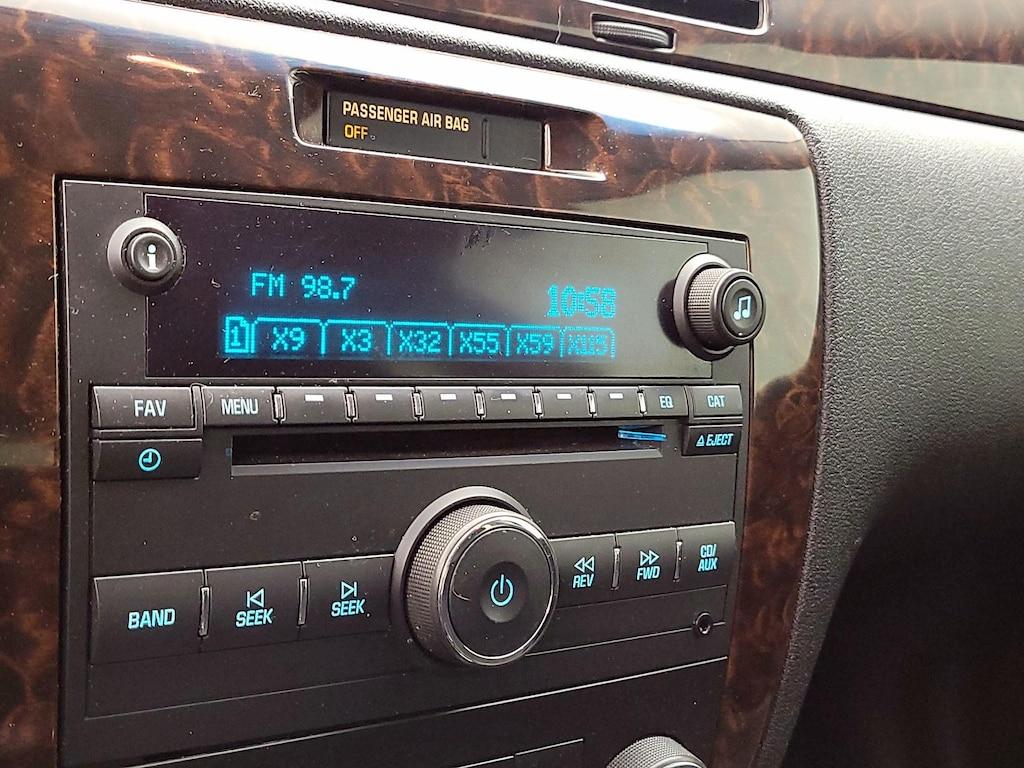 PASSENGER AIR BAG
OFF
i
FM 98.7
10:58
1 X9 X3 X32 X55 X59 X115
FAV MENU EQ CAT
EJECT
BAND SEEK SEEK REV FWD CD/
AUX